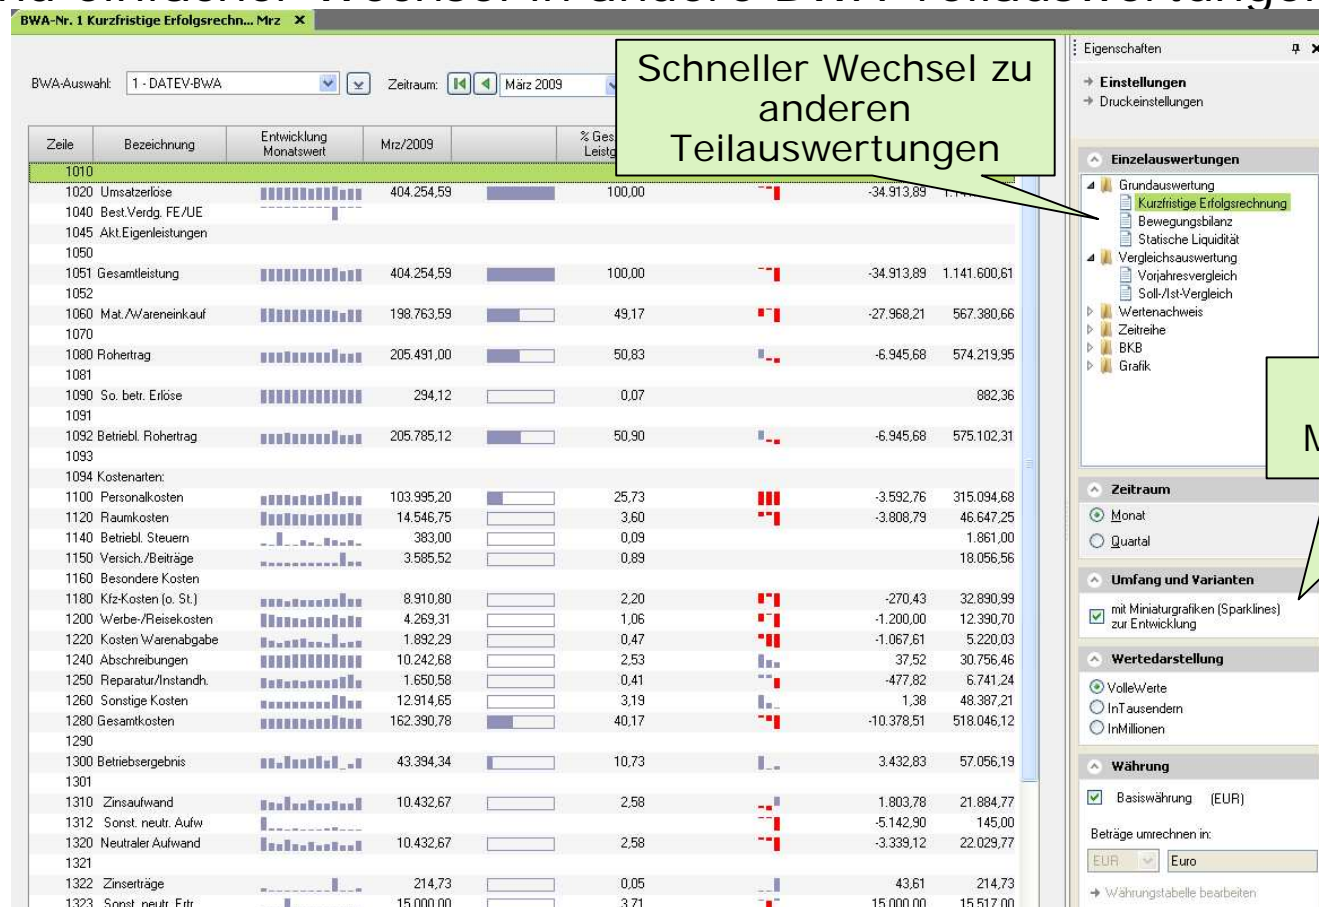 BWA-Nr. 1 Kurzfristige Erfolgsrechn... Mrz X
BWA-Auswahl: 1 - DATEV-BWA Zeitraum: März 2009
Schneller Wechsel zu
anderen
Teilauswertungen
Zeile Bezeichnung Entwicklung Monatswert Mrz/2009 % Ges Leistg
1010
1020 Umsatzerlöse 404.254,59 100,00 -34.913,89
1040 Best.Verdg. FE/UE
1045 Akt.Eigenleistungen
1050
1051 Gesamtleistung 404.254,59 100,00 -34.913,89 1.141.600,61
1052
1060 Mat./Wareneinkauf 198.763,59 49,17 -27.968,21 567.380,66
1070
1080 Rohertrag 205.491,00 50,83 -6.945,68 574.219,95
1081
1090 So. betr. Erlöse 294,12 0,07 882,36
1091
1092 Betriebl. Rohertrag 205.785,12 50,90 -6.945,68 575.102,31
1093
1094 Kostenarten:
1100 Personalkosten 103.995,20 25,73 -3.592,76 315.094,68
1120 Raumkosten 14.546,75 3,60 -3.808,79 46.647,25
1140 Betriebl. Steuern 383,00 0,09 1.861,00
1150 Versich./Beiträge 3.585,52 0,89 18.056,56
1160 Besondere Kosten
1180 Kfz-Kosten (o. St.) 8.910,80 2,20 -270,43 32.890,99
1200 Werbe-/Reisekosten 4.269,31 1,06 -1.200,00 12.390,70
1220 Kosten Warenabgabe 1.892,29 0,47 -1.067,61 5.220,03
1240 Abschreibungen 10.242,68 2,53 37,52 30.756,46
1250 Reparatur/Instandh. 1.650,58 0,41 -477,82 6.741,24
1260 Sonstige Kosten 12.914,65 3,19 1,38 48.387,21
1280 Gesamtkosten 162.390,78 40,17 -10.378,51 518.046,12
1290
1300 Betriebsergebnis 43.394,34 10,73 3.432,83 57.056,19
1301
1310 Zinsaufwand 10.432,67 2,58 1.803,78 21.884,77
1312 Sonst. neutr. Aufw -5.142,90 145,00
1320 Neutraler Aufwand 10.432,67 2,58 -3.339,12 22.029,77
1321
1322 Zinserträge 214,73 0,05 43,61 214,73
1323 Sonst. neutr. Ertr 15.000,00 3,71 15.000,00 15.517,00
Eigenschaften
Einstellungen
Druckeinstellungen
Einzelauswertungen
Grundauswertung
Kurzfristige Erfolgsrechnung
Bewegungsbilanz
Statische Liquidität
Vergleichsauswertung
Vorjahresvergleich
Soll-/Ist-Vergleich
Wertenachweis
Zeitreihe
BKB
Grafik
M
Zeitraum
Monat
Quartal
Umfang und Varianten
mit Miniaturgrafiken (Sparklines)
zur Entwicklung
Wertedarstellung
VolleWerte
InTausendern
InMillionen
Währung
Basiswährung (EUR)
Beträge umrechnen in:
EUR Euro
Währungstabelle bearbeiten